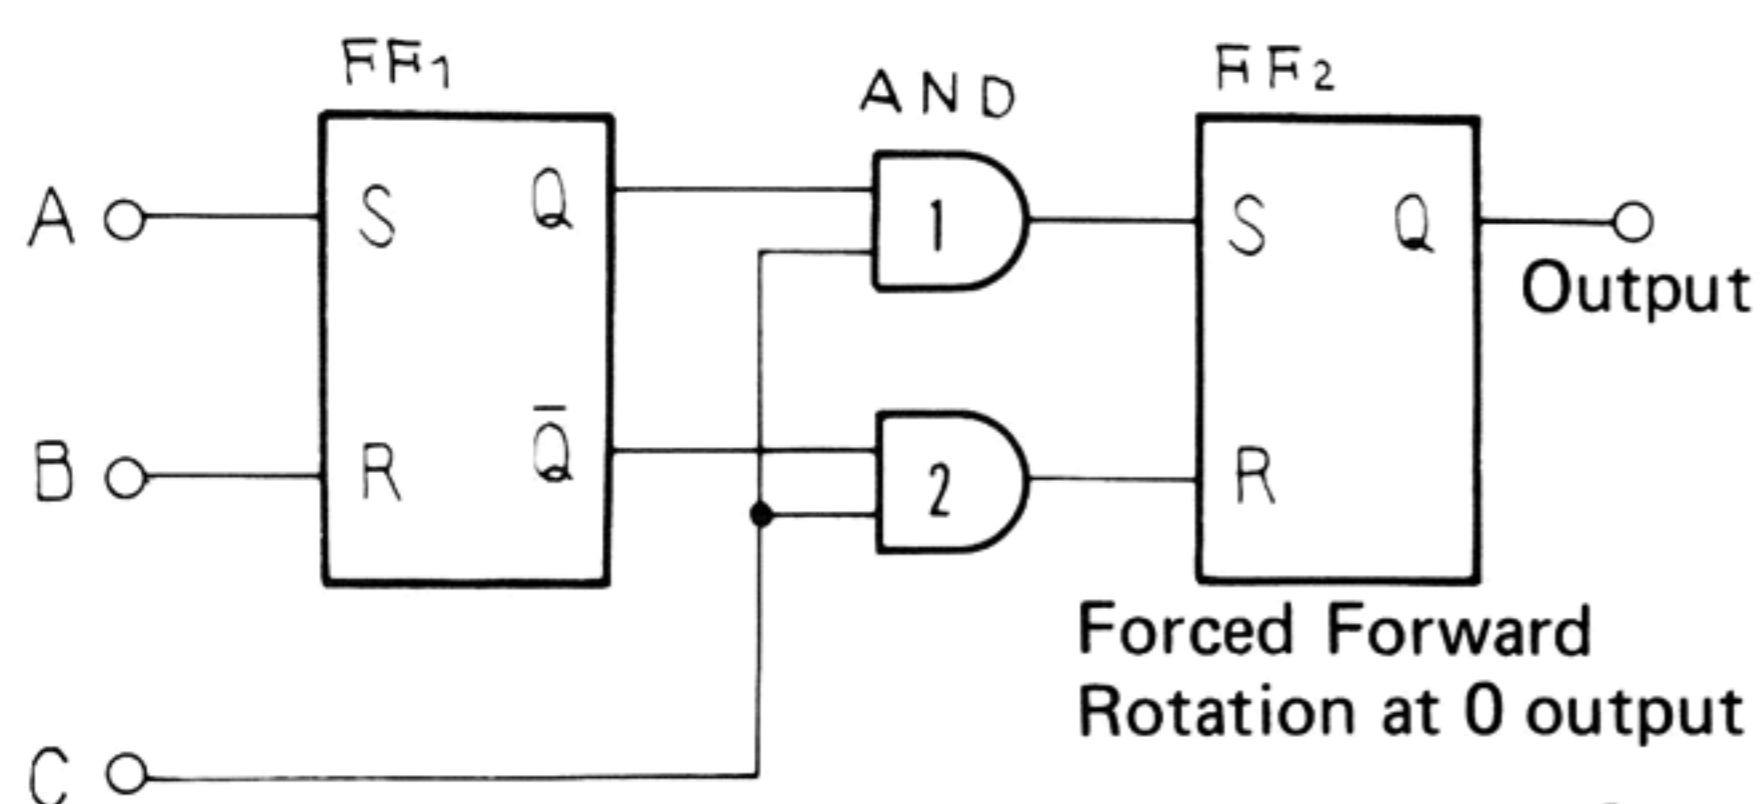 FF1
AND
FF2
A
S
Q
1
S
Q
Output
B
R
Q̄
2
R
Forced Forward
Rotation at 0 output
C